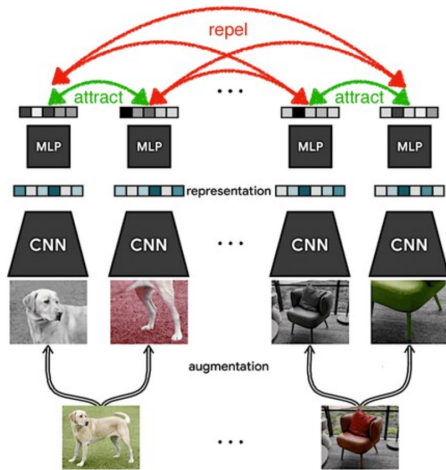 repel
attract
attract
MLP
MLP
MLP
MLP
representation
CNN
CNN
CNN
CNN
augmentation